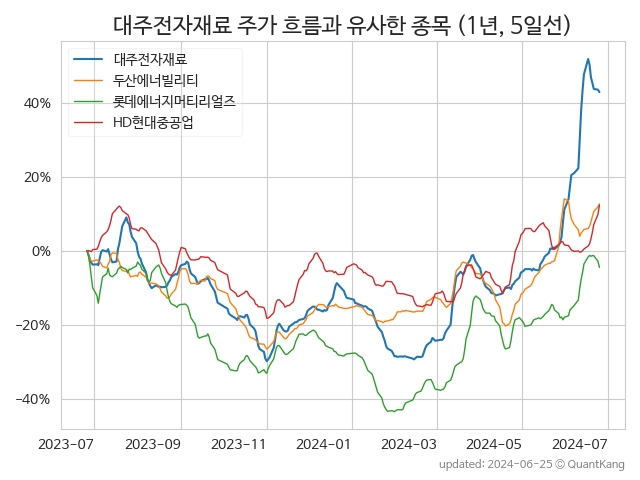 대주전자재료 주가 흐름과 유사한 종목 (1년, 5일선)
대주전자재료
두산에너빌리티
롯데에너지머티리얼즈
HD현대중공업
40%
20%
0%
−20%
−40%
2023-07 2023-09 2023-11 2024-01 2024-03 2024-05 2024-07
updated: 2024-06-25 © QuantKang